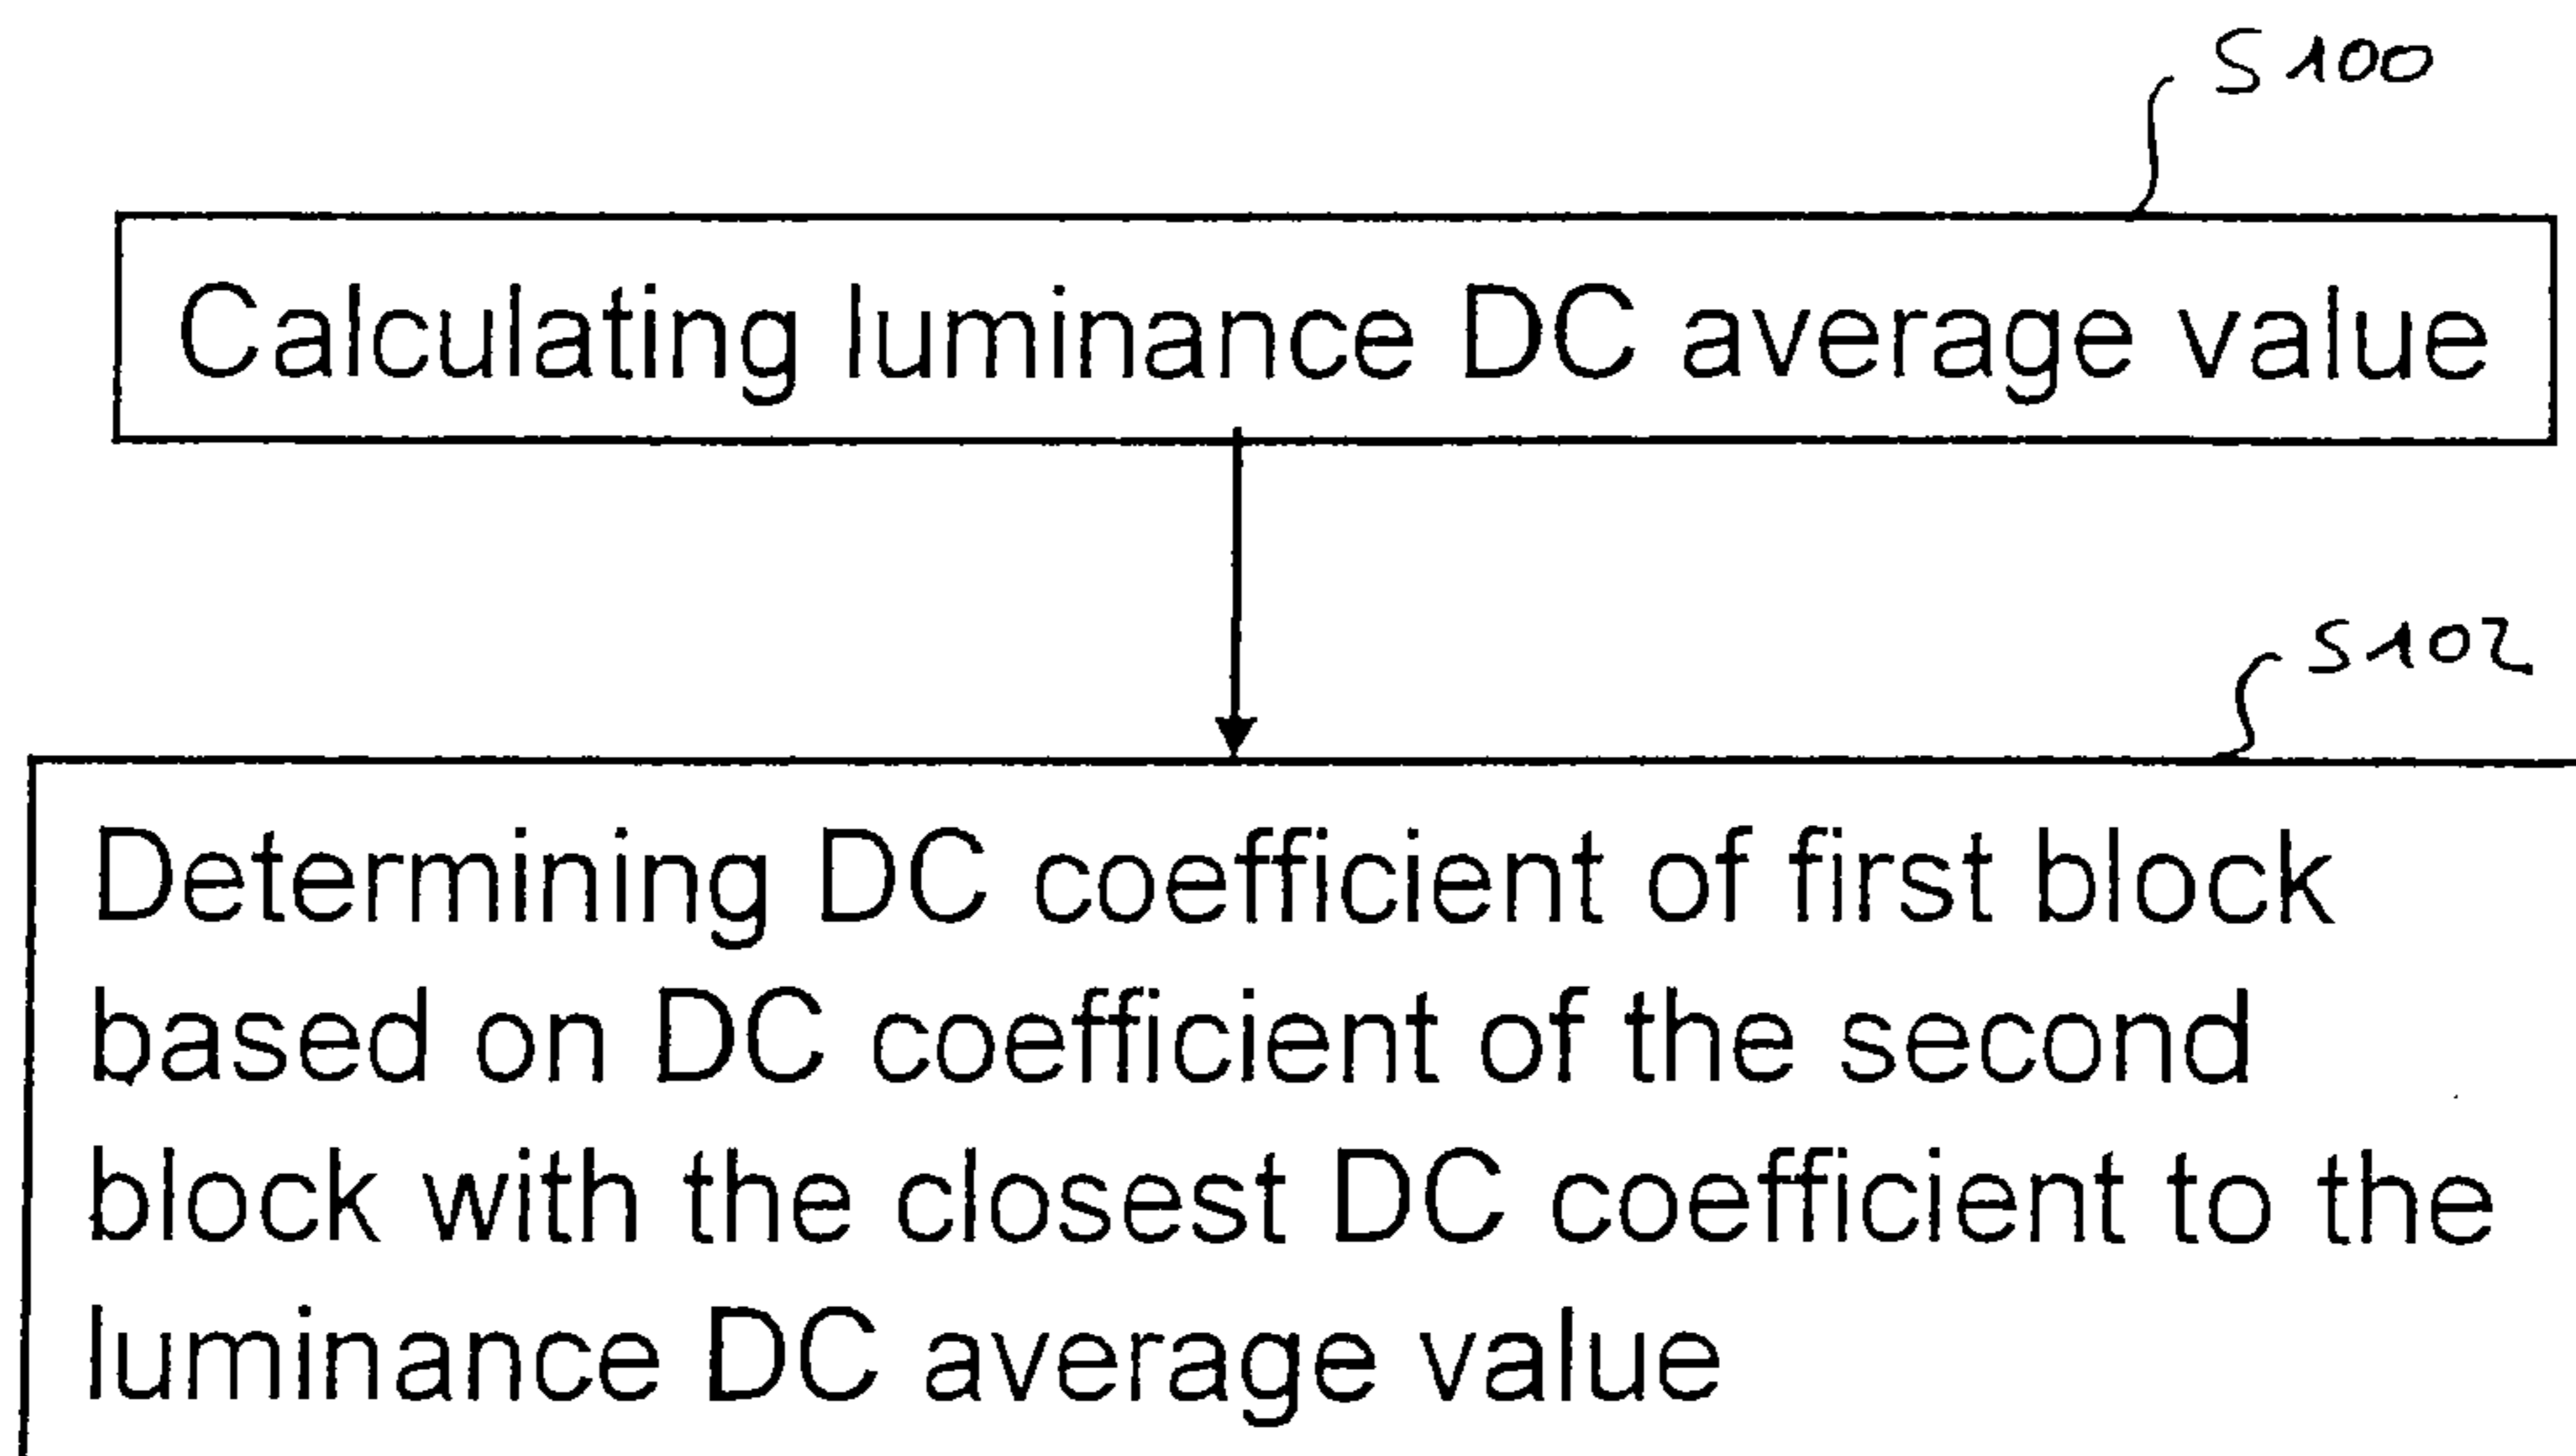 S100
Calculating luminance DC average value
S102
Determining DC coefficient of first block
based on DC coefficient of the second
block with the closest DC coefficient to the
luminance DC average value